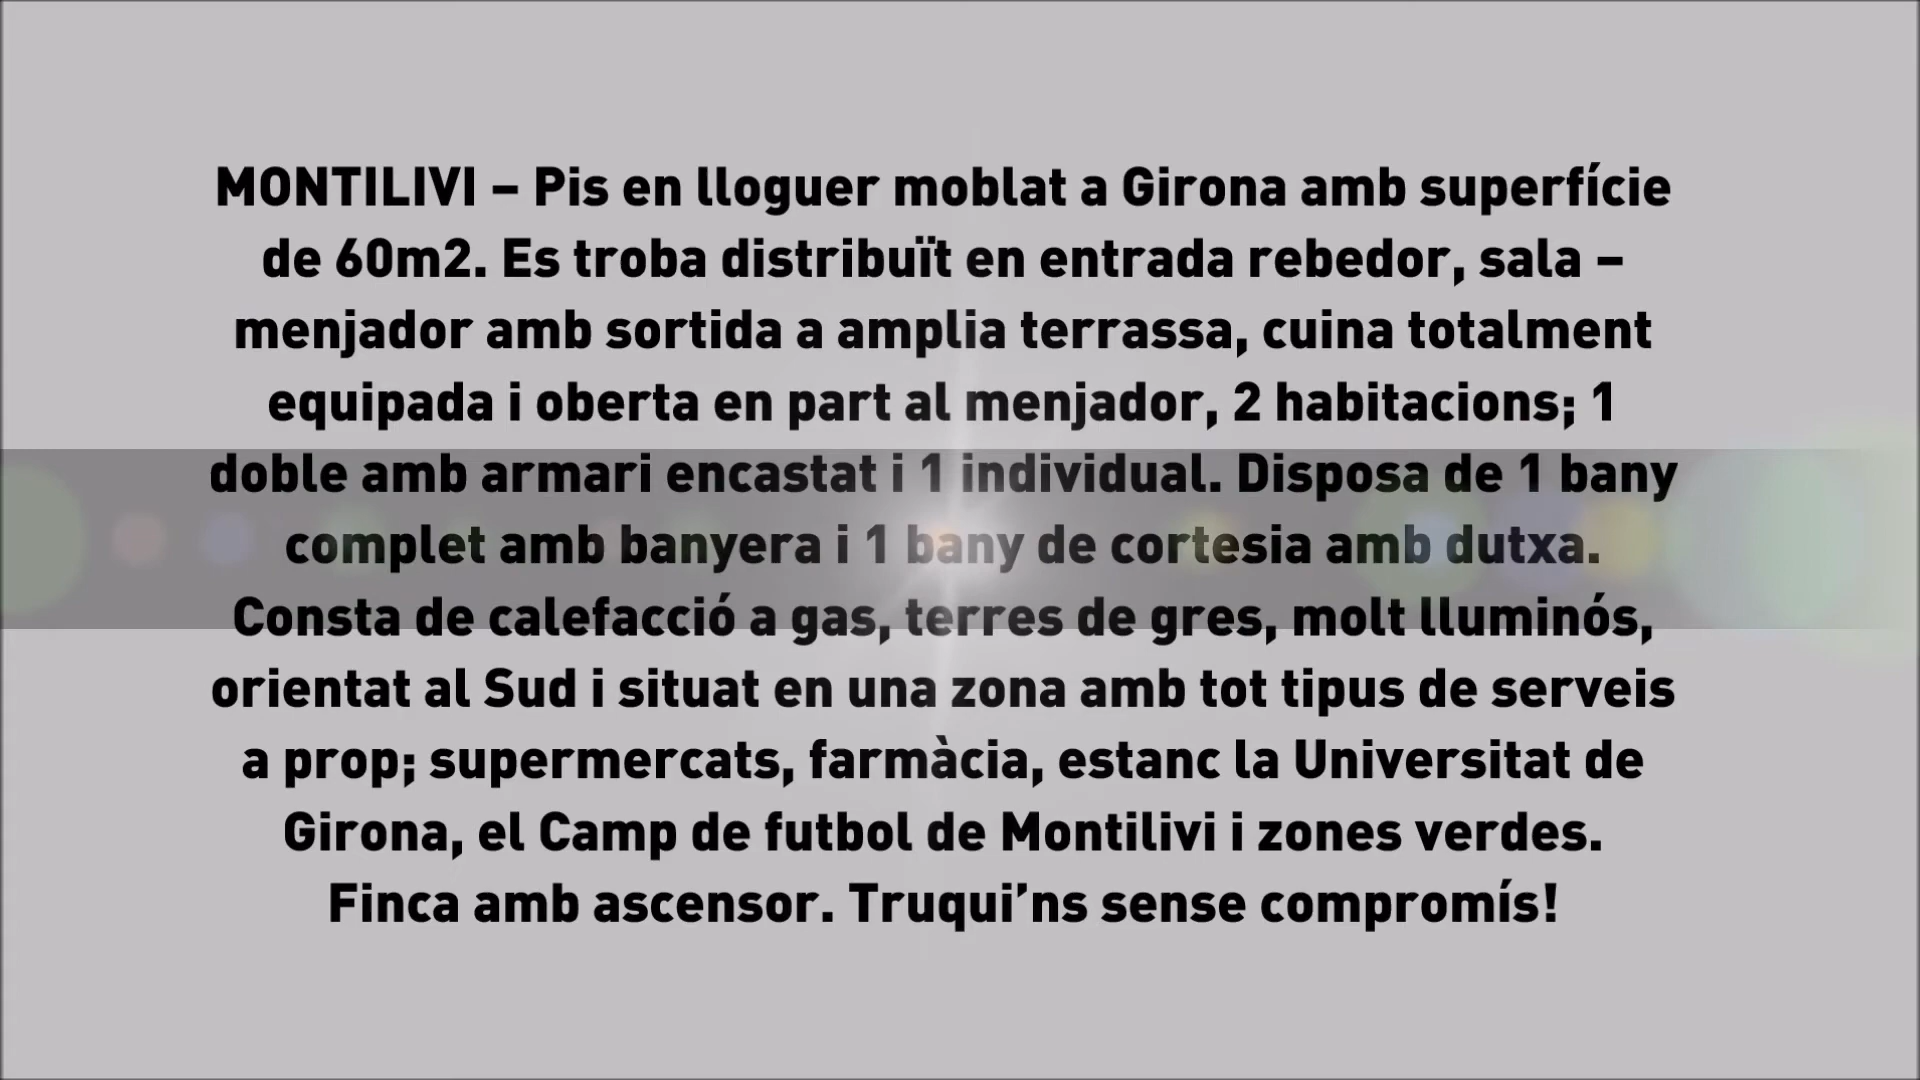 MONTILIVI – Pis en lloguer moblat a Girona amb superfície
de 60m2. Es troba distribuït en entrada rebedor, sala –
menjador amb sortida a amplia terrassa, cuina totalment
equipada i oberta en part al menjador, 2 habitacions; 1
doble amb armari encastat i 1 individual. Disposa de 1 bany
complet amb banyera i 1 bany de cortesia amb dutxa.
Consta de calefacció a gas, terres de gres, molt lluminós,
orientat al Sud i situat en una zona amb tot tipus de serveis
a prop; supermercats, farmàcia, estanc la Universitat de
Girona, el Camp de futbol de Montilivi i zones verdes.
Finca amb ascensor. Truqui’ns sense compromís!